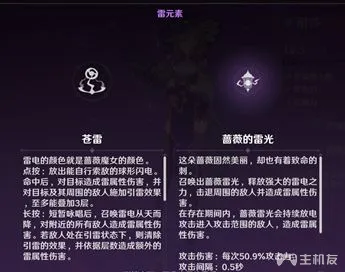 雷元素
苍雷
雷电的颜色就是蔷薇魔女的颜色。
点按：放出能自行索敌的球形闪电。
命中后，对目标造成雷属性伤害，并
对目标及其周围的敌人施加引雷效果
，至多能叠加3层。
长按：短暂咏唱后，召唤雷电从天而
降，对附近的所有敌人造成雷属性伤
害。若敌人处在引雷状态下，则清除
引雷的效果，并依据层数造成额外的
雷属性伤害。
蔷薇的雷光
这朵蔷薇固然美丽，却也有着致命的
刺。
召唤出蔷薇雷光，释放强大的雷电之
力，击退周围的敌人，造成雷属性伤
害。
在存在期间内，蔷薇雷光会持续放电
攻击进入攻击范围的敌人，造成雷属
性伤害。
攻击伤害：每次50.9%攻击力
攻击间隔：0.5秒
主机友